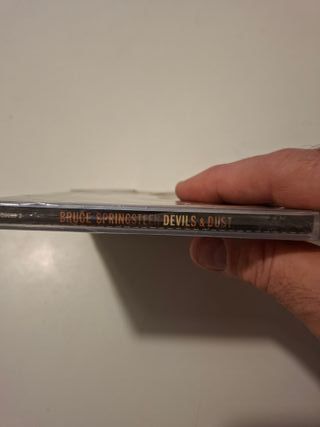 BRUCE SPRINGSTEEN DEVILS & DUST